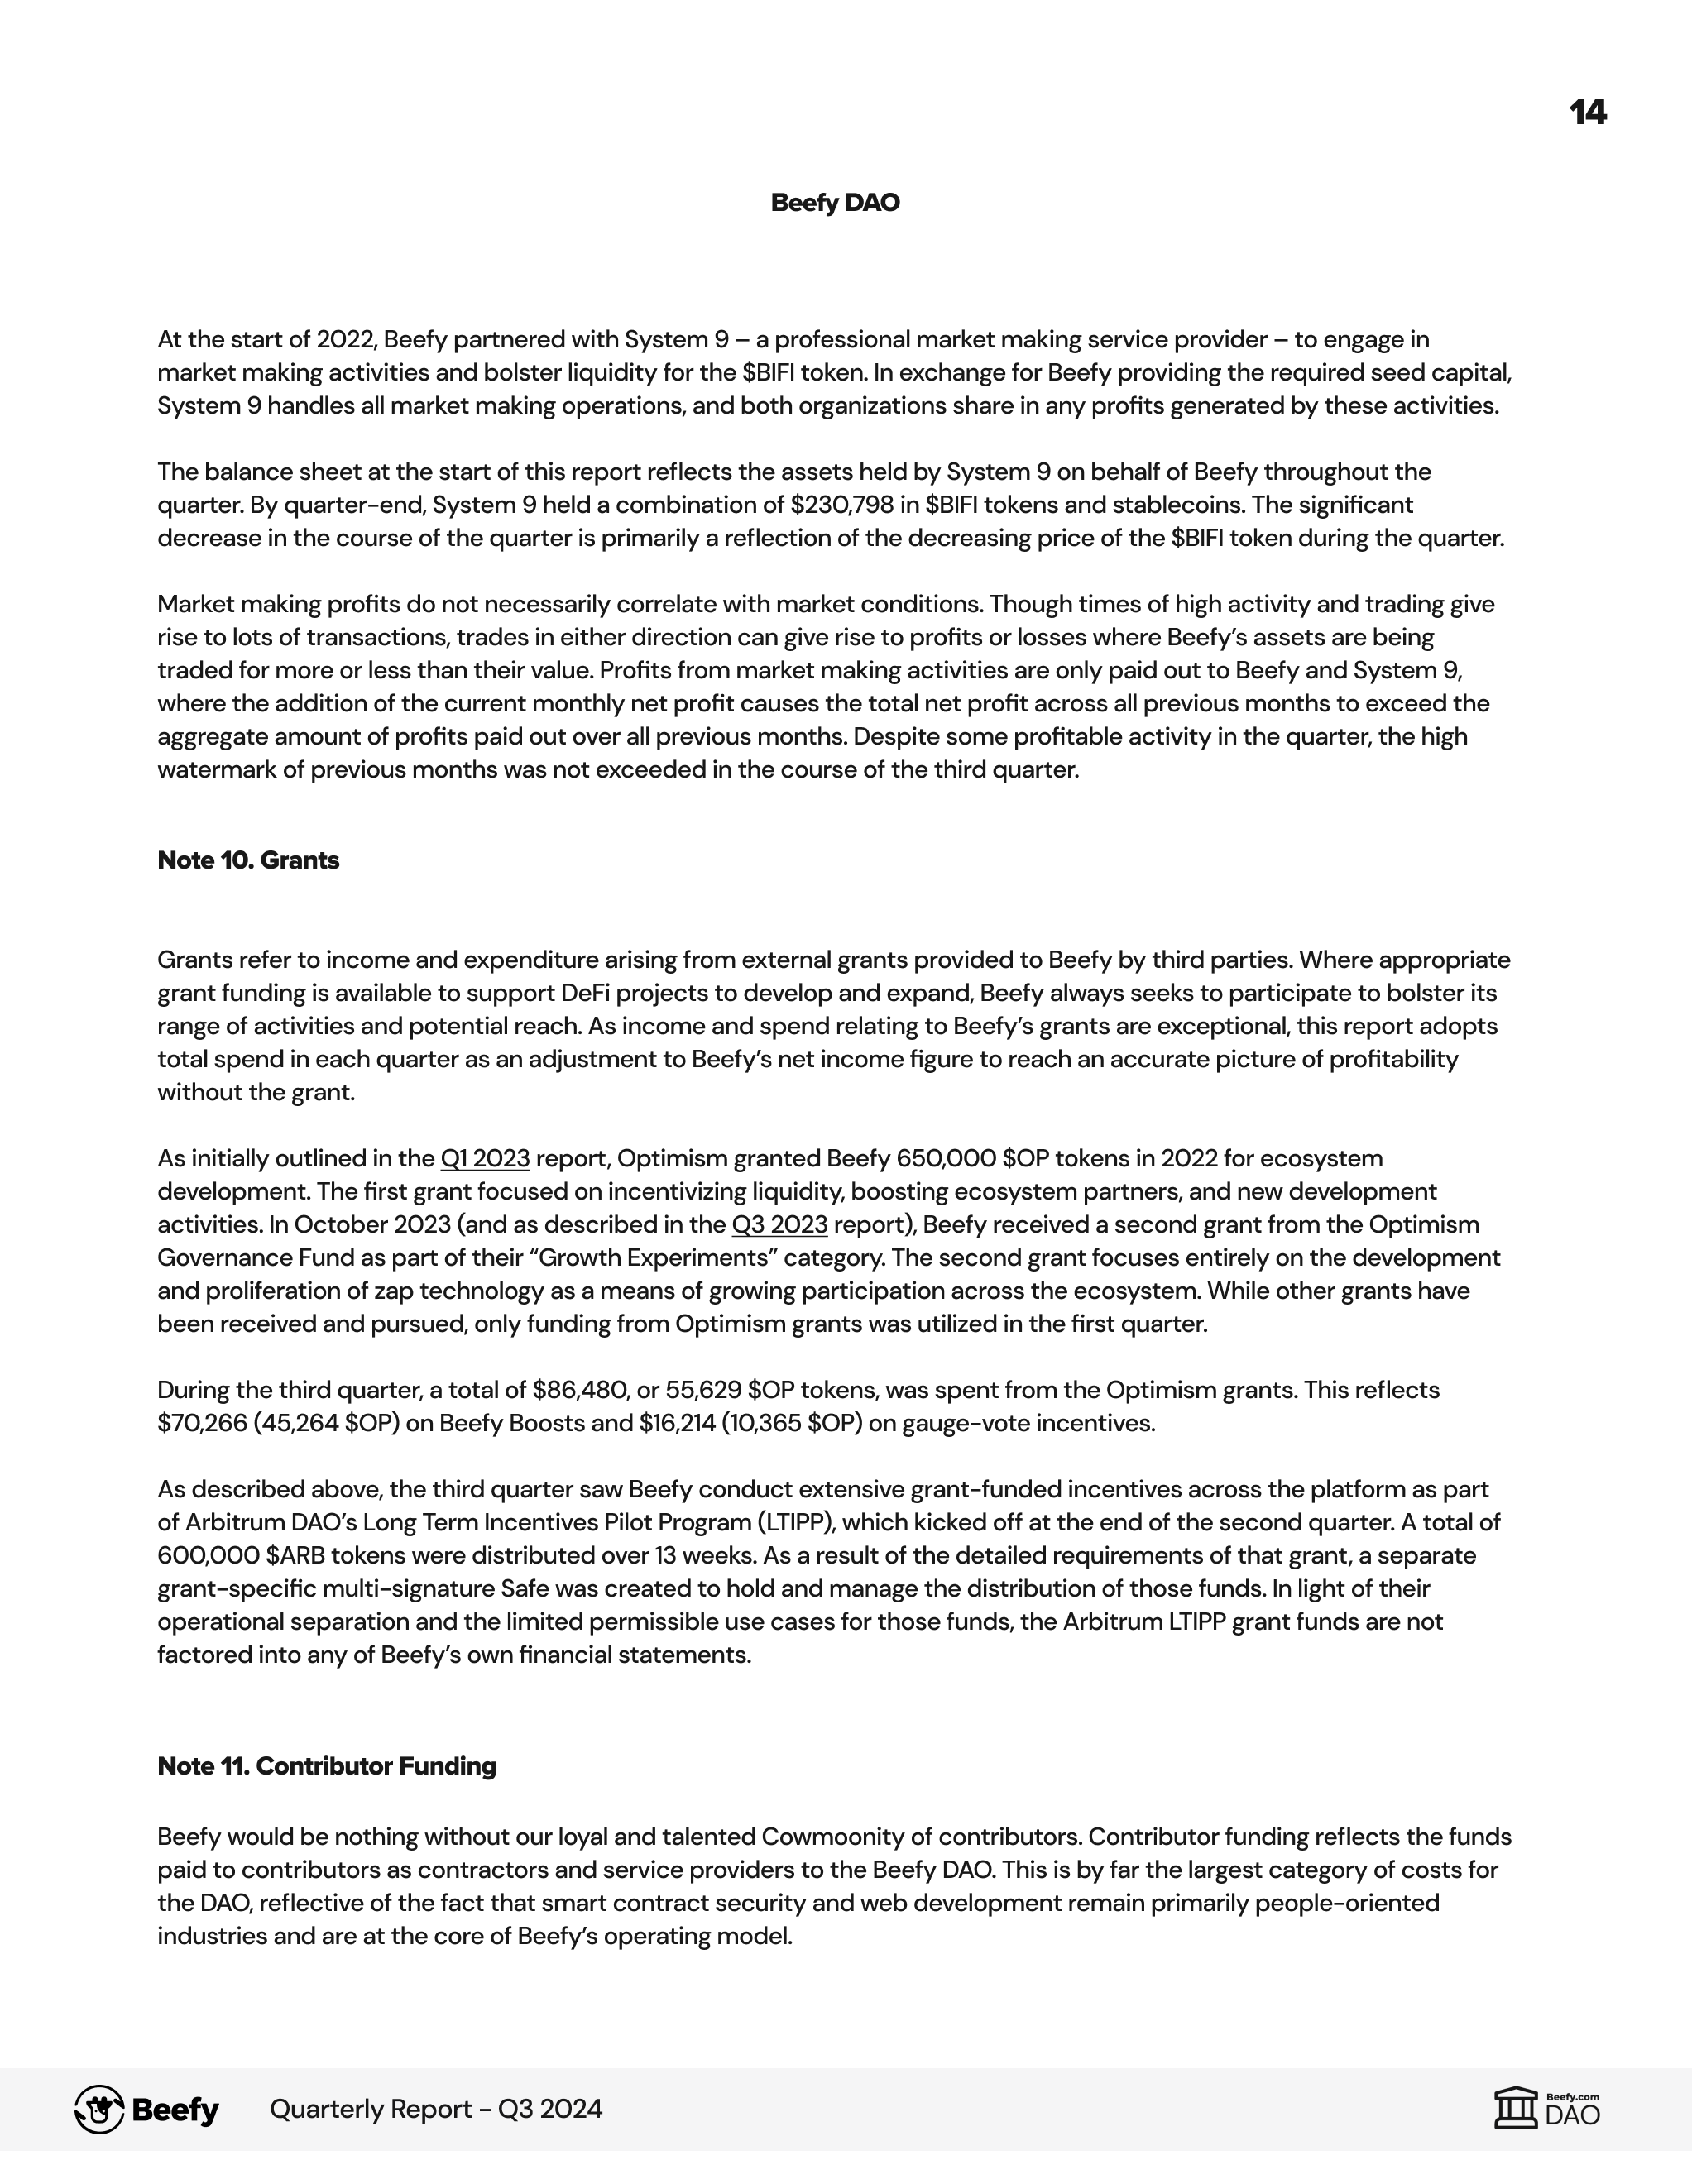 14
Beefy DAO
At the start of 2022, Beefy partnered with System 9 – a professional market making service provider – to engage in
market making activities and bolster liquidity for the $BIFI token. In exchange for Beefy providing the required seed capital,
System 9 handles all market making operations, and both organizations share in any profits generated by these activities.
The balance sheet at the start of this report reflects the assets held by System 9 on behalf of Beefy throughout the
quarter. By quarter-end, System 9 held a combination of $230,798 in $BIFI tokens and stablecoins. The significant
decrease in the course of the quarter is primarily a reflection of the decreasing price of the $BIFI token during the quarter.
Market making profits do not necessarily correlate with market conditions. Though times of high activity and trading give
rise to lots of transactions, trades in either direction can give rise to profits or losses where Beefy’s assets are being
traded for more or less than their value. Profits from market making activities are only paid out to Beefy and System 9,
where the addition of the current monthly net profit causes the total net profit across all previous months to exceed the
aggregate amount of profits paid out over all previous months. Despite some profitable activity in the quarter, the high
watermark of previous months was not exceeded in the course of the third quarter.
Note 10. Grants
Grants refer to income and expenditure arising from external grants provided to Beefy by third parties. Where appropriate
grant funding is available to support DeFi projects to develop and expand, Beefy always seeks to participate to bolster its
range of activities and potential reach. As income and spend relating to Beefy’s grants are exceptional, this report adopts
total spend in each quarter as an adjustment to Beefy’s net income figure to reach an accurate picture of profitability
without the grant.
As initially outlined in the Q1 2023 report, Optimism granted Beefy 650,000 $OP tokens in 2022 for ecosystem
development. The first grant focused on incentivizing liquidity, boosting ecosystem partners, and new development
activities. In October 2023 (and as described in the Q3 2023 report), Beefy received a second grant from the Optimism
Governance Fund as part of their “Growth Experiments” category. The second grant focuses entirely on the development
and proliferation of zap technology as a means of growing participation across the ecosystem. While other grants have
been received and pursued, only funding from Optimism grants was utilized in the first quarter.
During the third quarter, a total of $86,480, or 55,629 $OP tokens, was spent from the Optimism grants. This reflects
$70,266 (45,264 $OP) on Beefy Boosts and $16,214 (10,365 $OP) on gauge-vote incentives.
As described above, the third quarter saw Beefy conduct extensive grant-funded incentives across the platform as part
of Arbitrum DAO’s Long Term Incentives Pilot Program (LTIPP), which kicked off at the end of the second quarter. A total of
600,000 $ARB tokens were distributed over 13 weeks. As a result of the detailed requirements of that grant, a separate
grant-specific multi-signature Safe was created to hold and manage the distribution of those funds. In light of their
operational separation and the limited permissible use cases for those funds, the Arbitrum LTIPP grant funds are not
factored into any of Beefy’s own financial statements.
Note 11. Contributor Funding
Beefy would be nothing without our loyal and talented Cowmoonity of contributors. Contributor funding reflects the funds
paid to contributors as contractors and service providers to the Beefy DAO. This is by far the largest category of costs for
the DAO, reflective of the fact that smart contract security and web development remain primarily people-oriented
industries and are at the core of Beefy’s operating model.
Beefy Quarterly Report - Q3 2024
Beefy.com
DAO